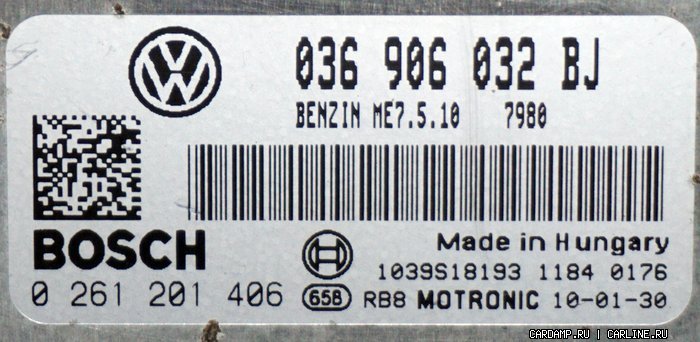 036 906 032 BJ
BENZIN ME7.5.10 7980
BOSCH
Made in Hungary
1039S18193 1184 0176
0 261 201 406 658 RB8 MOTRONIC 10-01-30
CARDAMP.RU | CARLINE.RU